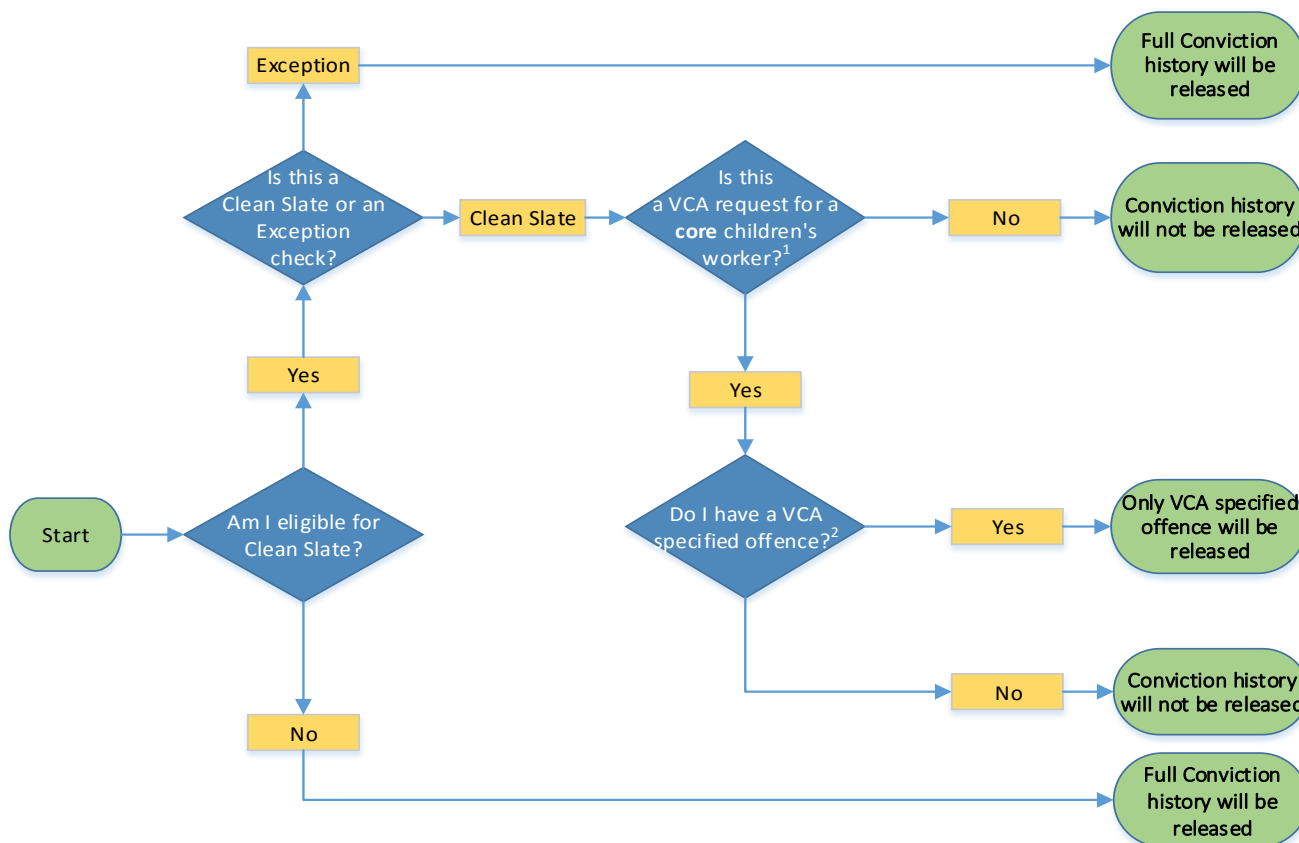 Exception
Full Conviction
history will be
released
Is this a
Clean Slate or an
Exception
check?
Clean Slate
Is this
a VCA request for a
core children's
worker?1
No
Conviction history
will not be released
Yes
Yes
Start
Am I eligible for
Clean Slate?
Do I have a VCA
specified offence?2
Yes
Only VCA specified
offence will be
released
No
Conviction history
will not be released
No
Full Conviction
history will be
released